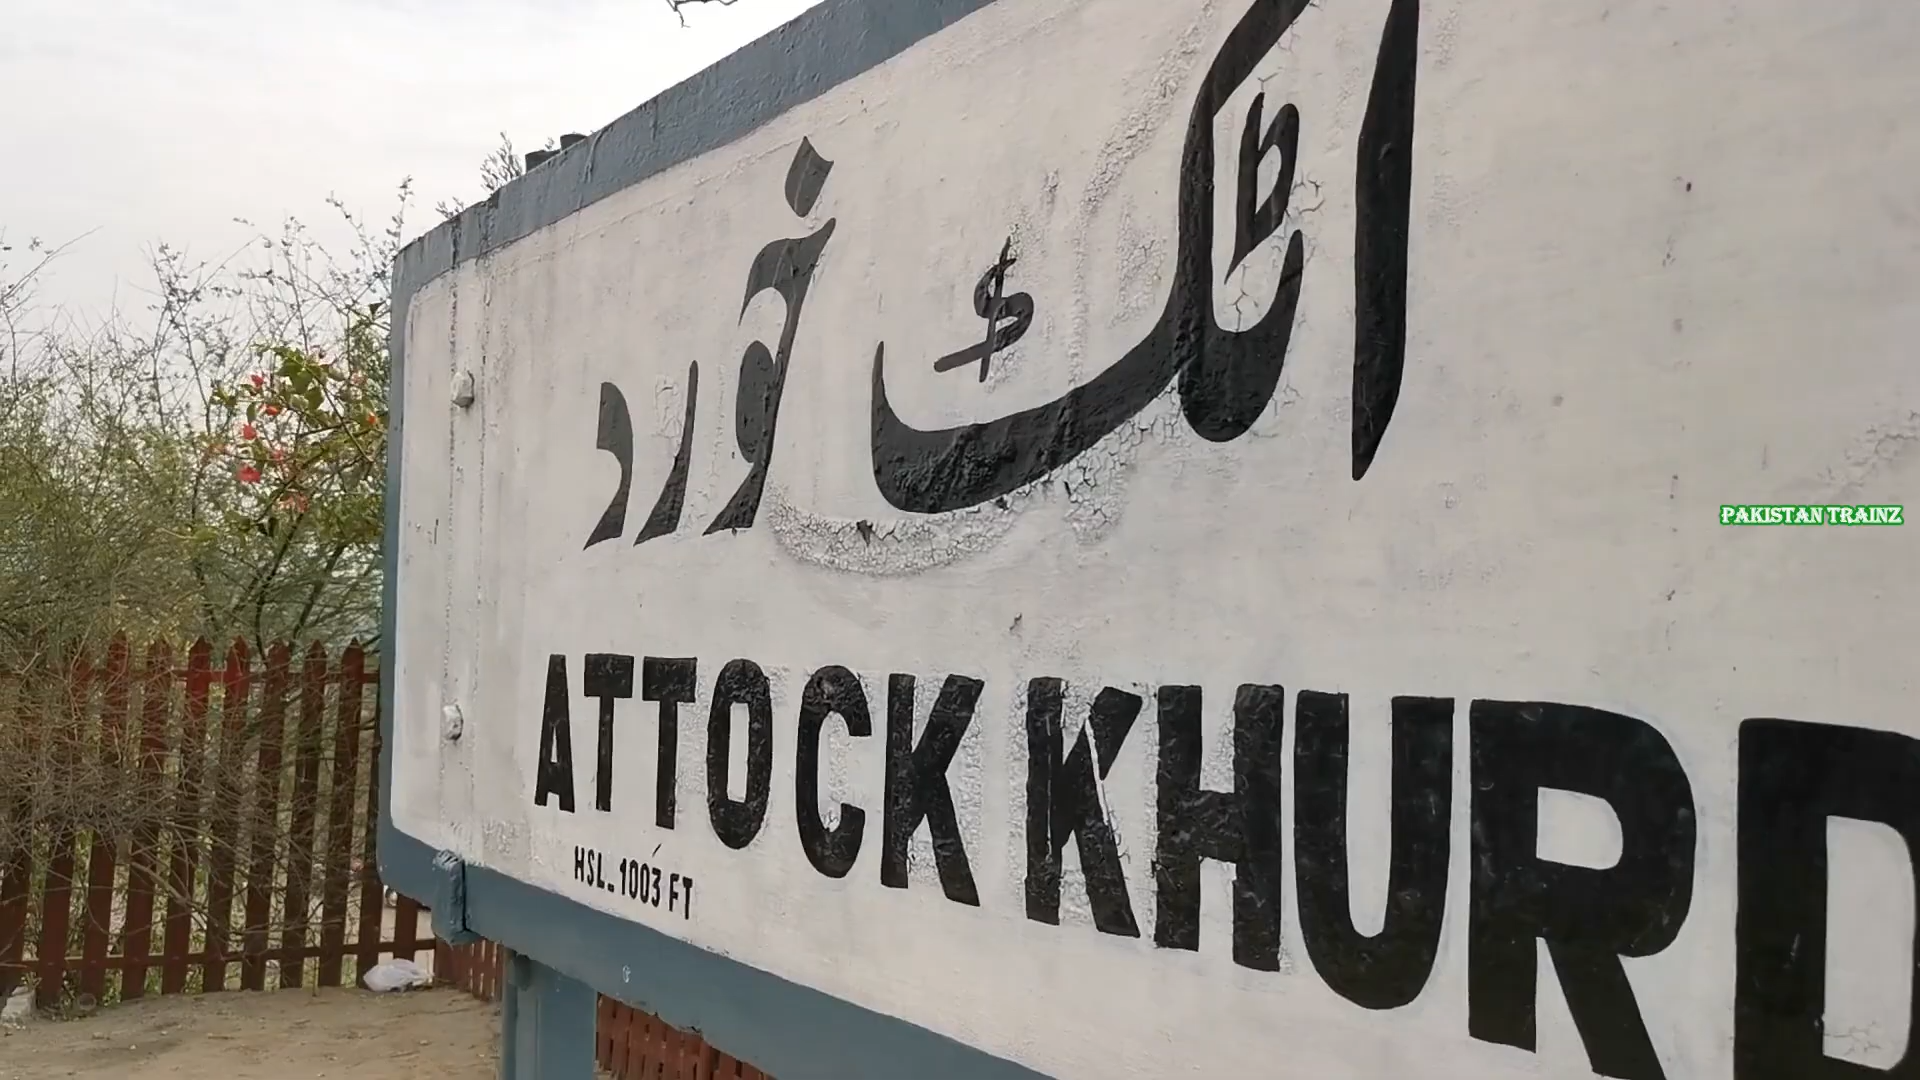 اٹک خورد
ATTOCK KHURD
HSL. 1003 FT
PAKISTAN TRAINZ